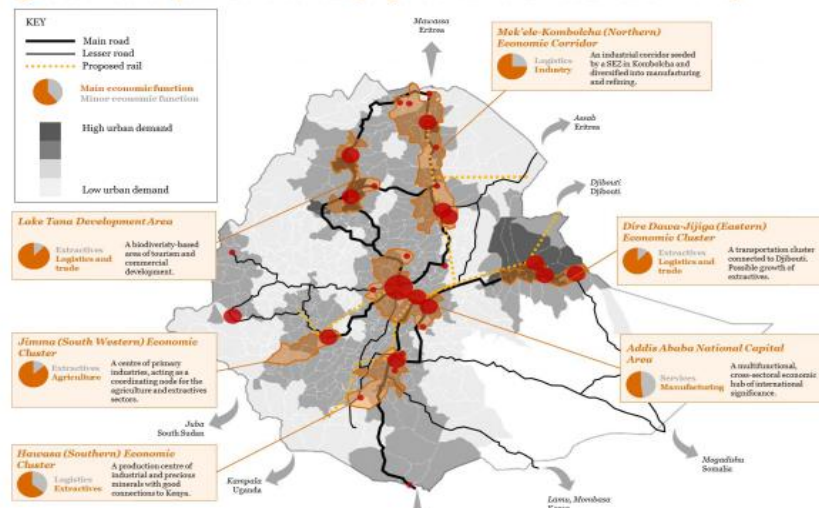 KEY
Main road
Lesser road
Proposed rail
Main economic function
Minor economic function
High urban demand
Low urban demand
Mawassa
Eritrea
Mek'ele-Kombolcha (Northern)
Economic Corridor
Logistics
Industry
An industrial corridor seeded
by a SEZ in Kombolcha and
diversified into manufacturing
and refining.
Assab
Eritrea
Djibouti
Djibouti
Lake Tana Development Area
Extractives
Logistics and
trade
A biodiveristy-based
area of tourism and
commercial
development.
Dire Dawa-Jijiga (Eastern)
Economic Cluster
Extractives
Logistics and
trade
A transportation cluster
connected to Djibouti.
Possible growth of
extractives.
Jimma (South Western) Economic
Cluster
Extractives
Agriculture
A centre of primary
industries, acting as a
coordinating node for the
agriculture and extractives
sectors.
Addis Ababa National Capital
Area
Services
Manufacturing
A multifunctional,
cross-sectoral economic
hub of international
significance.
Juba
South Sudan
Hawasa (Southern) Economic
Cluster
Logistics
Extractives
A production centre of
industrial and precious
minerals with good
connections to Kenya.
Kampala
Uganda
Mogadishu
Somalia
Lamu, Mombasa